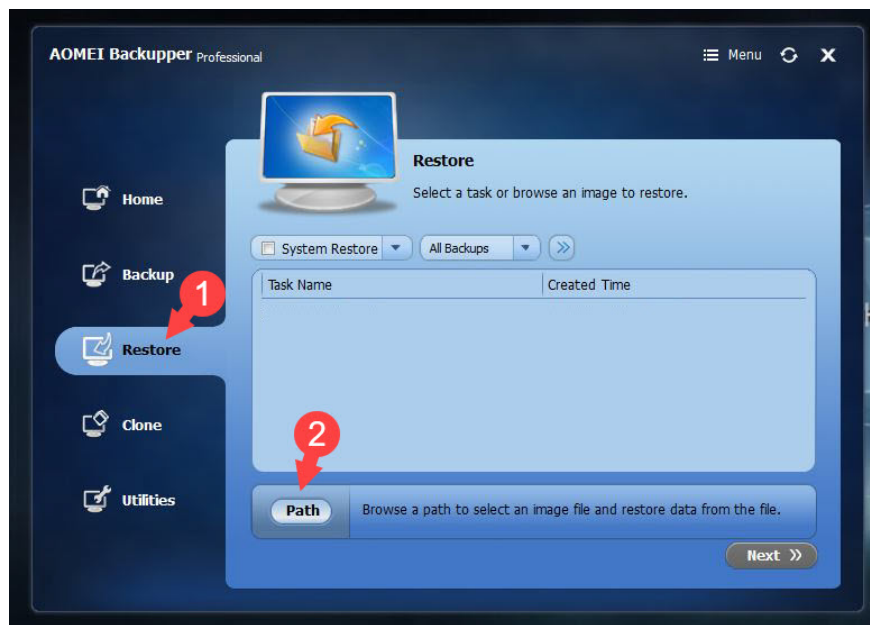 AOMEI Backupper Professional
Menu
Restore
Select a task or browse an image to restore.
Home
System Restore
All Backups
Backup
1
Task Name
Created Time
Restore
Clone
2
Utilities
Path
Browse a path to select an image file and restore data from the file.
Next